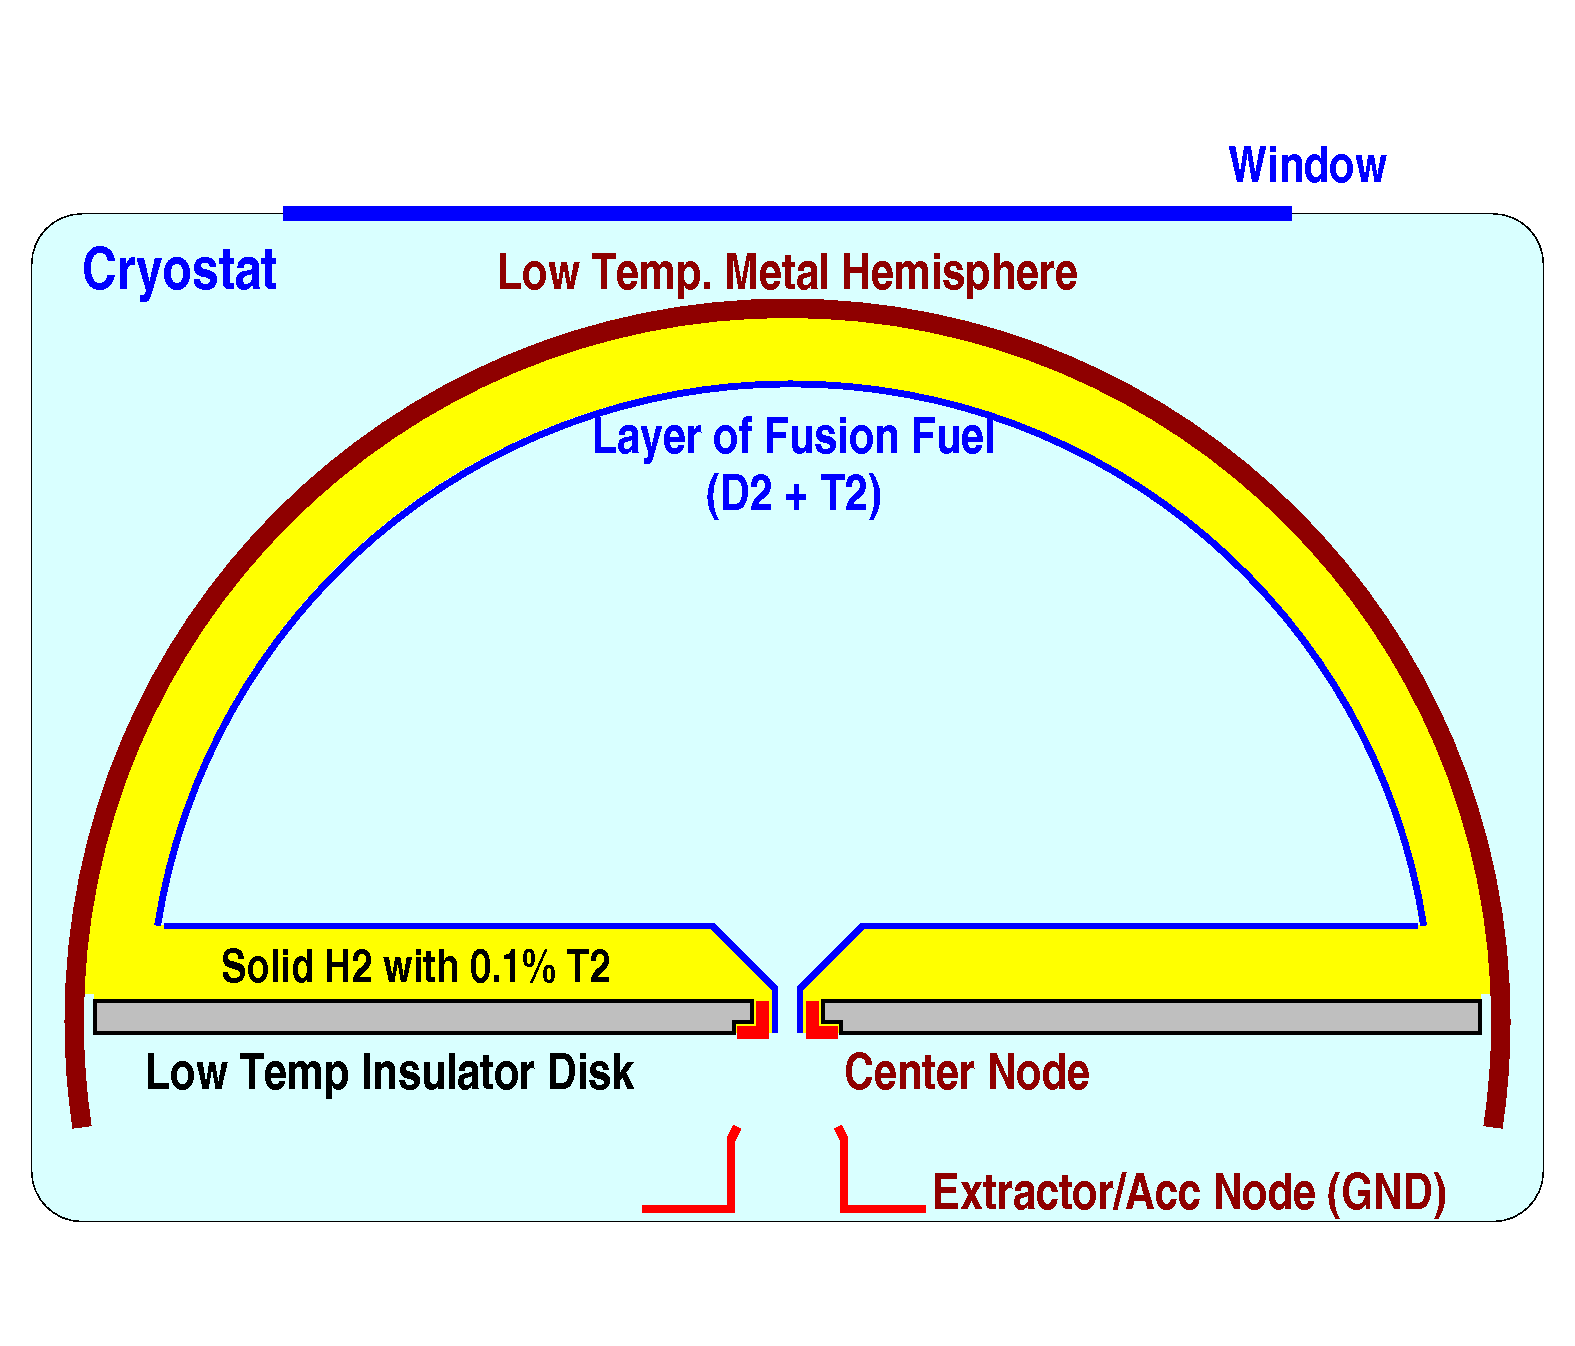 Window
Cryostat
Low Temp. Metal Hemisphere
Layer of Fusion Fuel
(D2 + T2)
Solid H2 with 0.1% T2
Low Temp Insulator Disk
Center Node
Extractor/Acc Node (GND)